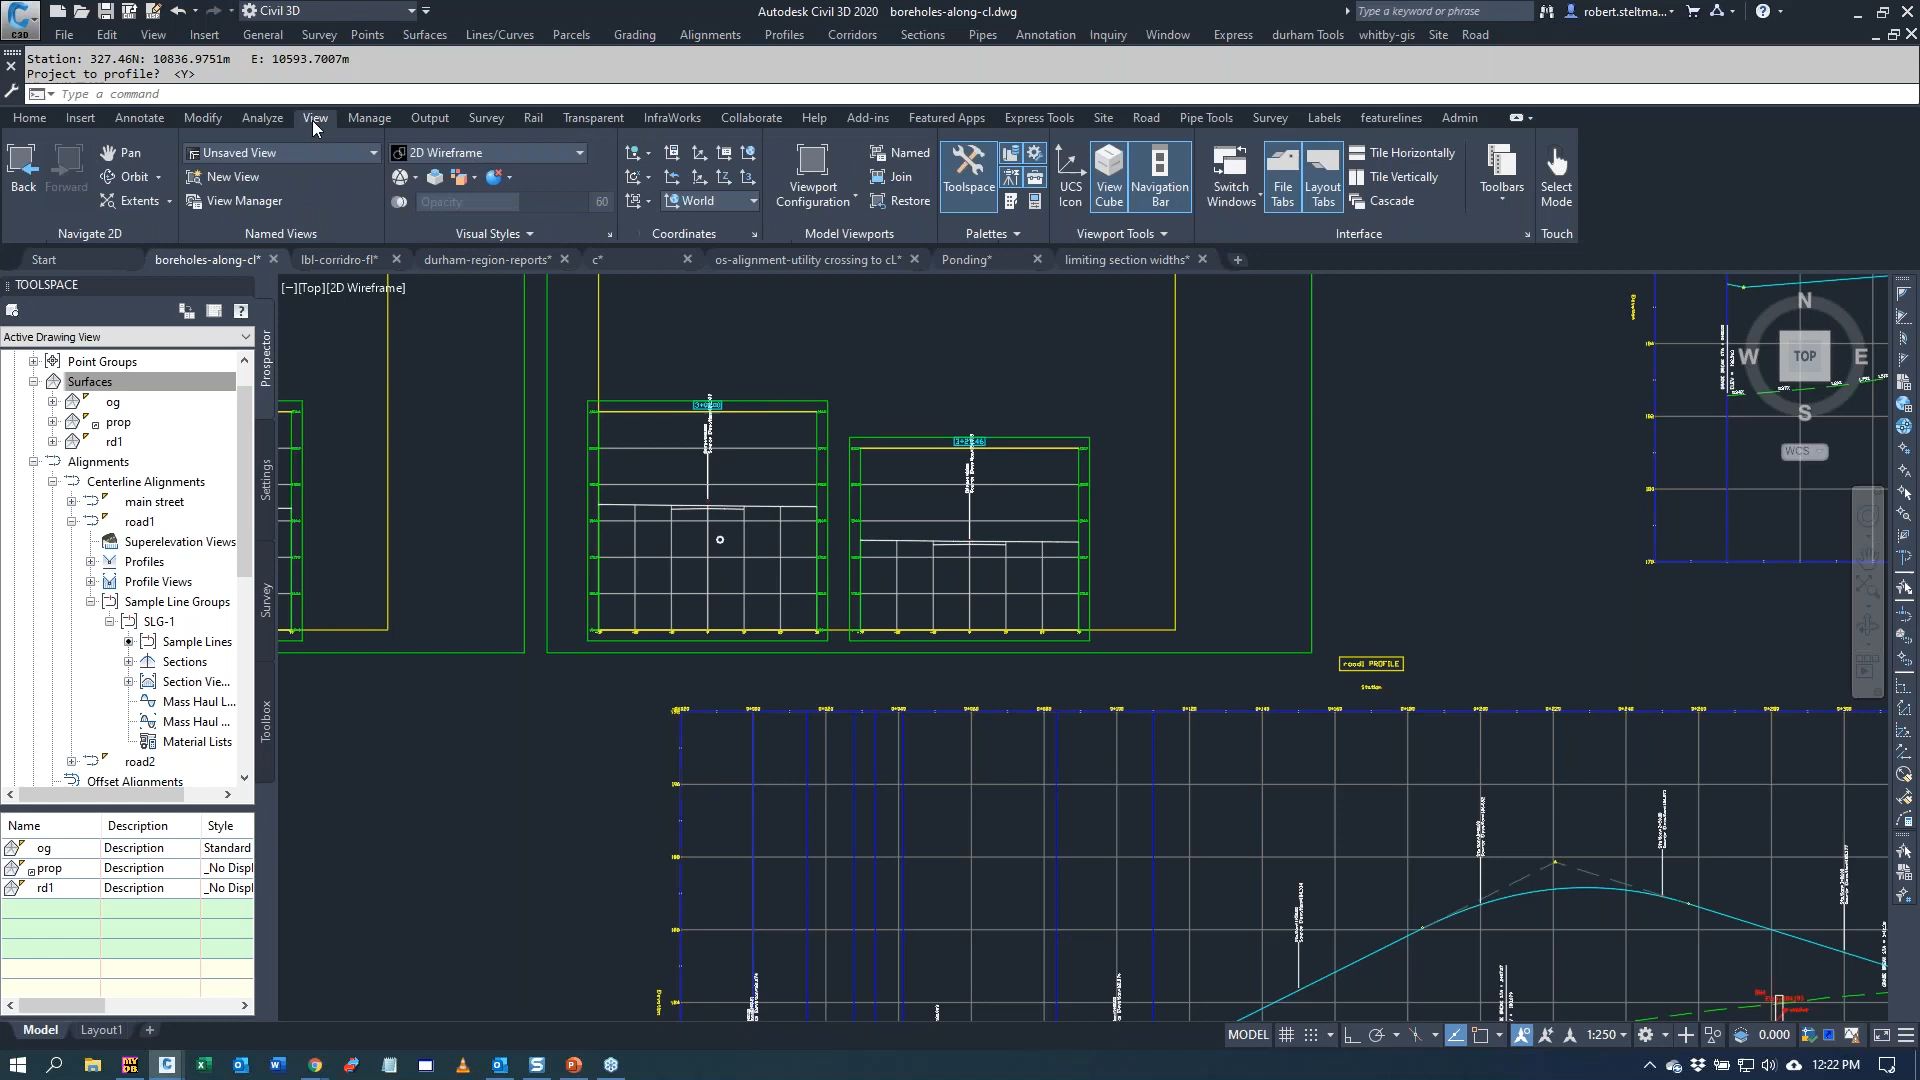 C3D
Civil 3D
Autodesk Civil 3D 2020 boreholes-along-cl.dwg
Type a keyword or phrase
robert.steltma...
File Edit View Insert General Survey Points Surfaces Lines/Curves Parcels Grading Alignments Profiles Corridors Sections Pipes Annotation Inquiry Window Express durham Tools whitby-gis Site Road
Station: 327.46N: 10836.9751m E: 10593.7007m
Project to profile? <Y>
Type a command
Home Insert Annotate Modify Analyze View Manage Output Survey Rail Transparent InfraWorks Collaborate Help Add-ins Featured Apps Express Tools Site Road Pipe Tools Survey Labels featurelines Admin
Back
Forward
Pan
Orbit
Extents
Navigate 2D
Unsaved View
New View
View Manager
Named Views
2D Wireframe
Opacity 60
Visual Styles
World
Coordinates
Viewport
Configuration
Named
Join
Restore
Model Viewports
Toolspace
Palettes
UCS
Icon
View
Cube
Navigation
Bar
Viewport Tools
Switch
Windows
File
Tabs
Layout
Tabs
Tile Horizontally
Tile Vertically
Cascade
Interface
Toolbars
Select
Mode
Touch
Start boreholes-along-cl* lbl-corridro-fl* durham-region-reports* c* os-alignment-utility crossing to cL* Ponding* limiting section widths*
TOOLSPACE
Active Drawing View
Point Groups
Surfaces
og
prop
rd1
Alignments
Centerline Alignments
main street
road1
Superelevation Views
Profiles
Profile Views
Sample Line Groups
SLG-1
Sample Lines
Sections
Section Vie...
Mass Haul L...
Mass Haul ...
Material Lists
road2
Offset Alignments
Prospector
Settings
Survey
Toolbox
Name Description Style
og Description Standard
prop Description _No Displ
rd1 Description _No Displ
[−][Top][2D Wireframe]
N
W TOP E
S
WCS
road1 PROFILE
Station
Model Layout1
MODEL 1:250 0.000
12:22 PM